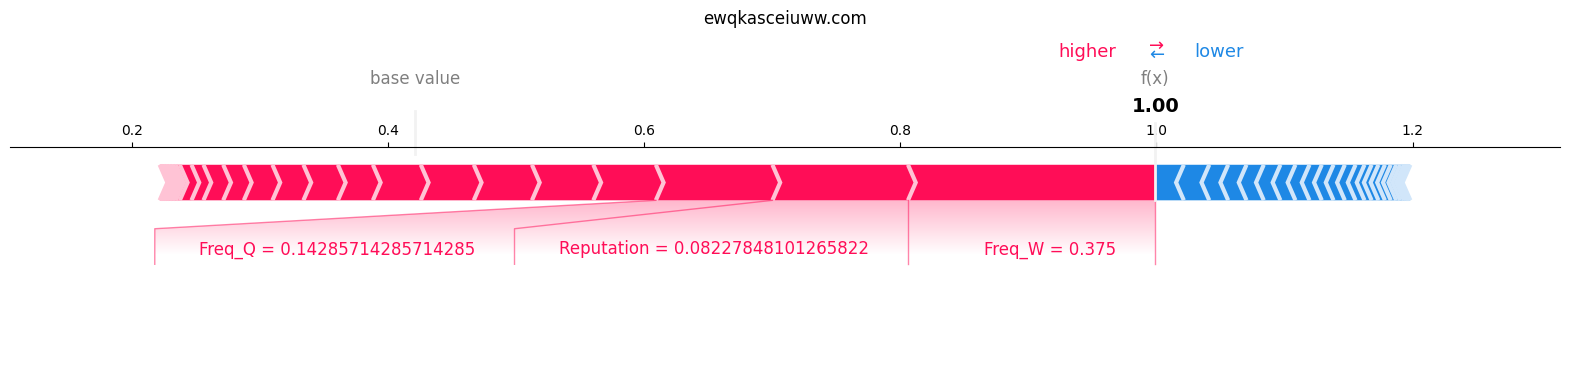 ewqkasceiuww.com
higher → ← lower
base value f(x)
1.00
0.2 0.4 0.6 0.8 1.0 1.2
Freq_Q = 0.14285714285714285 Reputation = 0.08227848101265822 Freq_W = 0.375